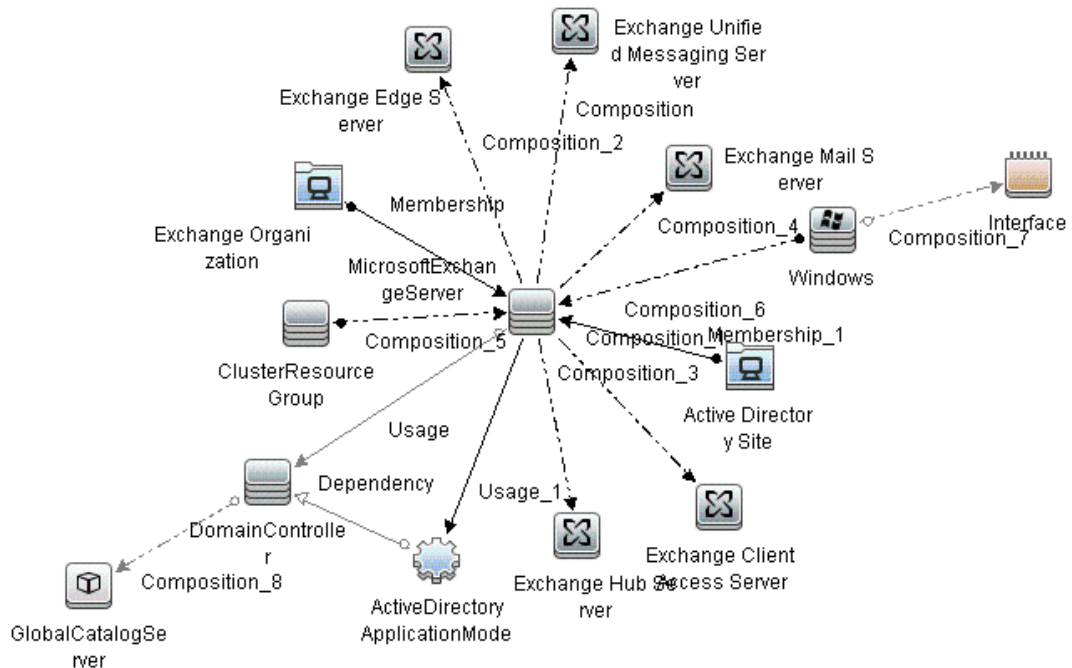 Exchange Unifie
d Messaging Ser
ver
Exchange Edge S
erver
Composition
Composition_2
Exchange Mail S
erver
Membership
Exchange Organi
zation
Composition_4
Composition_7
Interface
Windows
MicrosoftExchan
geServer
Composition_5
ClusterResource
Group
Composition_6
Composition_1
Membership_1
Composition_3
Active Director
y Site
Usage
Dependency
Usage_1
DomainControlle
r
Composition_8
Exchange Client
Access Server
Exchange Hub Se
rver
ActiveDirectory
ApplicationMode
GlobalCatalogSe
rver